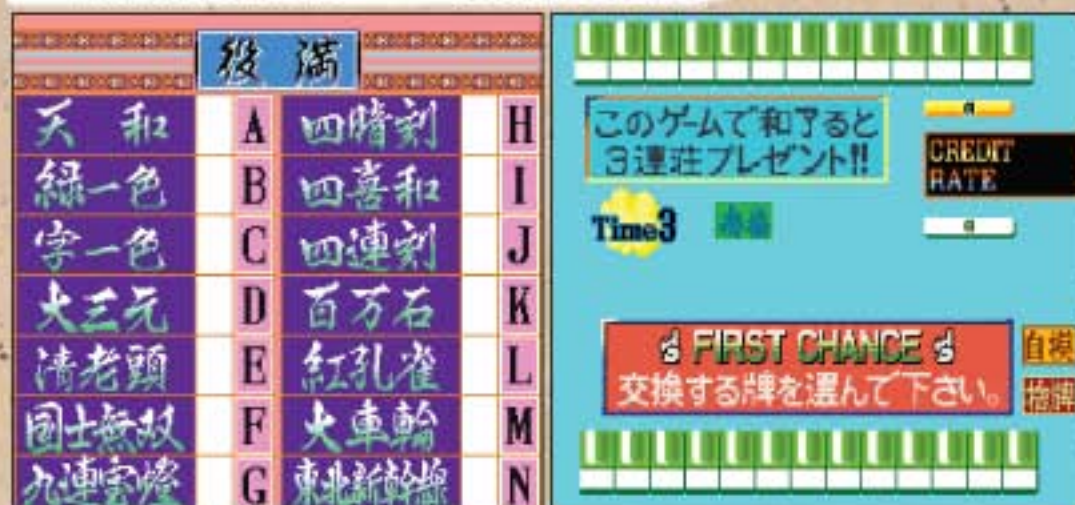 役満
天和 A 四暗刻 H
緑一色 B 四喜和 I
字一色 C 四連刻 J
大三元 D 百万石 K
清老頭 E 紅孔雀 L
国士無双 F 大車輪 M
九連宝燈 G 東北新幹線 N
このゲームで和了ると
3連荘プレゼント!!
CREDIT
RATE
Time3
FIRST CHANCE
交換する牌を選んで下さい。
自摸
捨牌